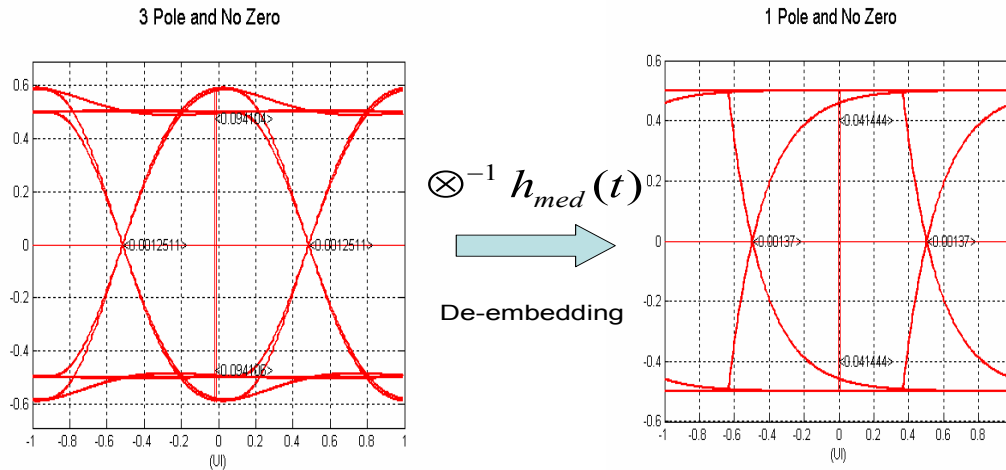 3 Pole and No Zero
0.6
0.4
0.2
0
-0.2
-0.4
-0.6
<0.094104>
<0.0012511>
<0.0012511>
<0.094106>
-1 -0.8 -0.6 -0.4 -0.2 0 0.2 0.4 0.6 0.8 1
(UI)
⊗⁻¹ h_med(t)
De-embedding
1 Pole and No Zero
0.6
0.4
0.2
0
-0.2
-0.4
-0.6
<0.041444>
<0.00137>
<0.00137>
<0.041444>
-1 -0.8 -0.6 -0.4 -0.2 0 0.2 0.4 0.6 0.8
(UI)